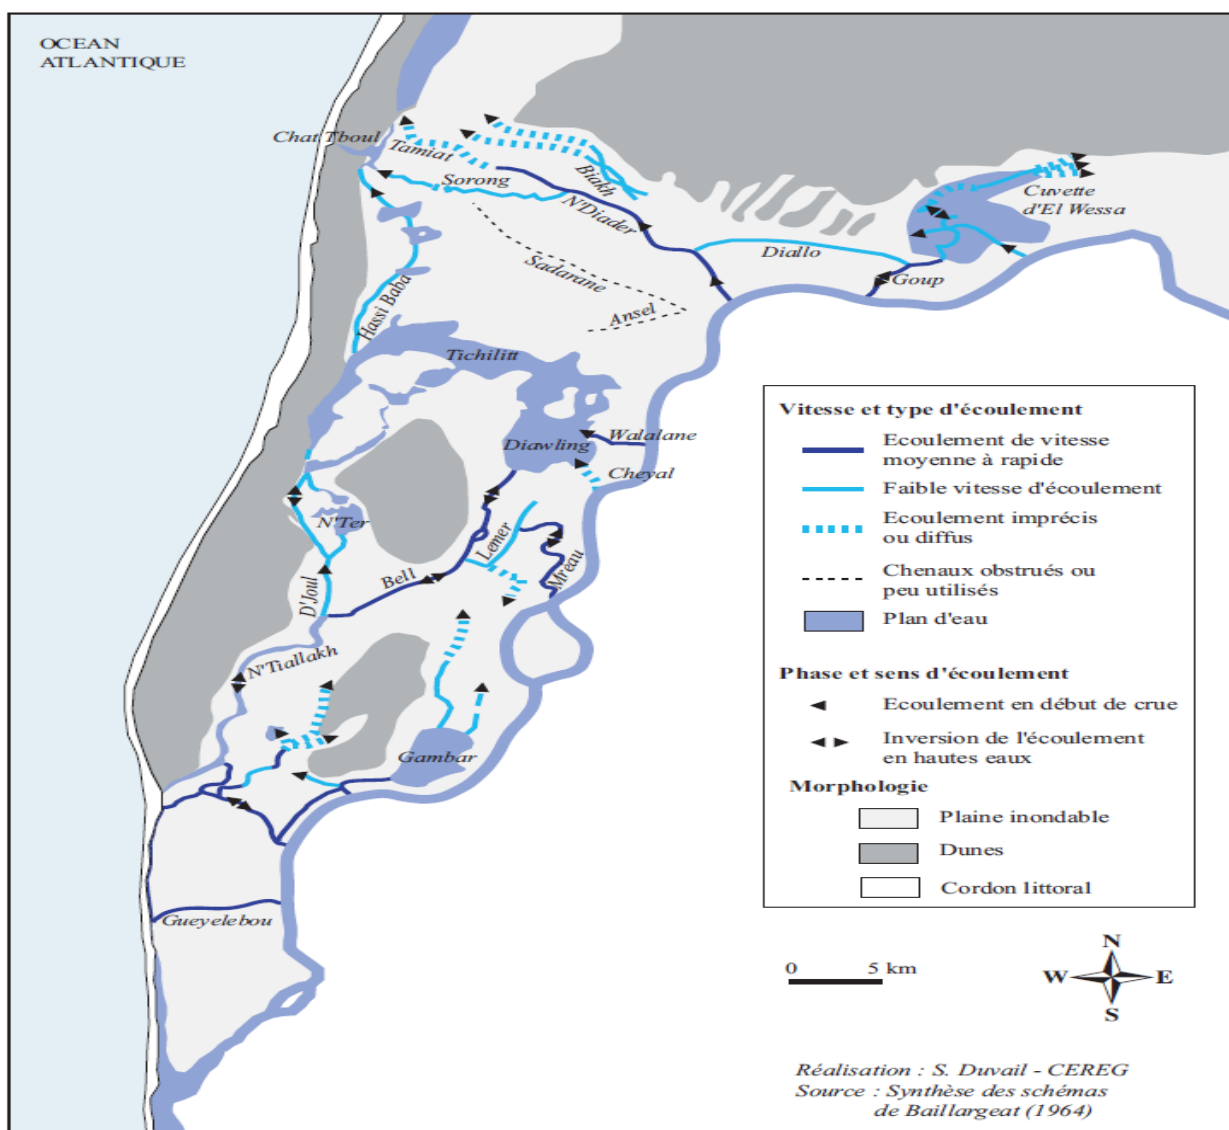 OCEAN
ATLANTIQUE
Chat Tboul
Tamiat
Sorong
Biakh
N'Diader
Cuvette
d'El Wessa
Diallo
Goup
Sadarane
Ansel
Hassi Baba
Tichilitt
Diawling
Walalane
Cheyal
N'Ter
Lemer
Mreau
Bell
D'Joul
N'Tiallakh
Gambar
Gueyelebou
Vitesse et type d'écoulement
Ecoulement de vitesse
moyenne à rapide
Faible vitesse d'écoulement
Ecoulement imprécis
ou diffus
Chenaux obstrués ou
peu utilisés
Plan d'eau
Phase et sens d'écoulement
Ecoulement en début de crue
Inversion de l'écoulement
en hautes eaux
Morphologie
Plaine inondable
Dunes
Cordon littoral
0 5 km
N
W E
S
Réalisation : S. Duvail - CEREG
Source : Synthèse des schémas
de Baillargeat (1964)